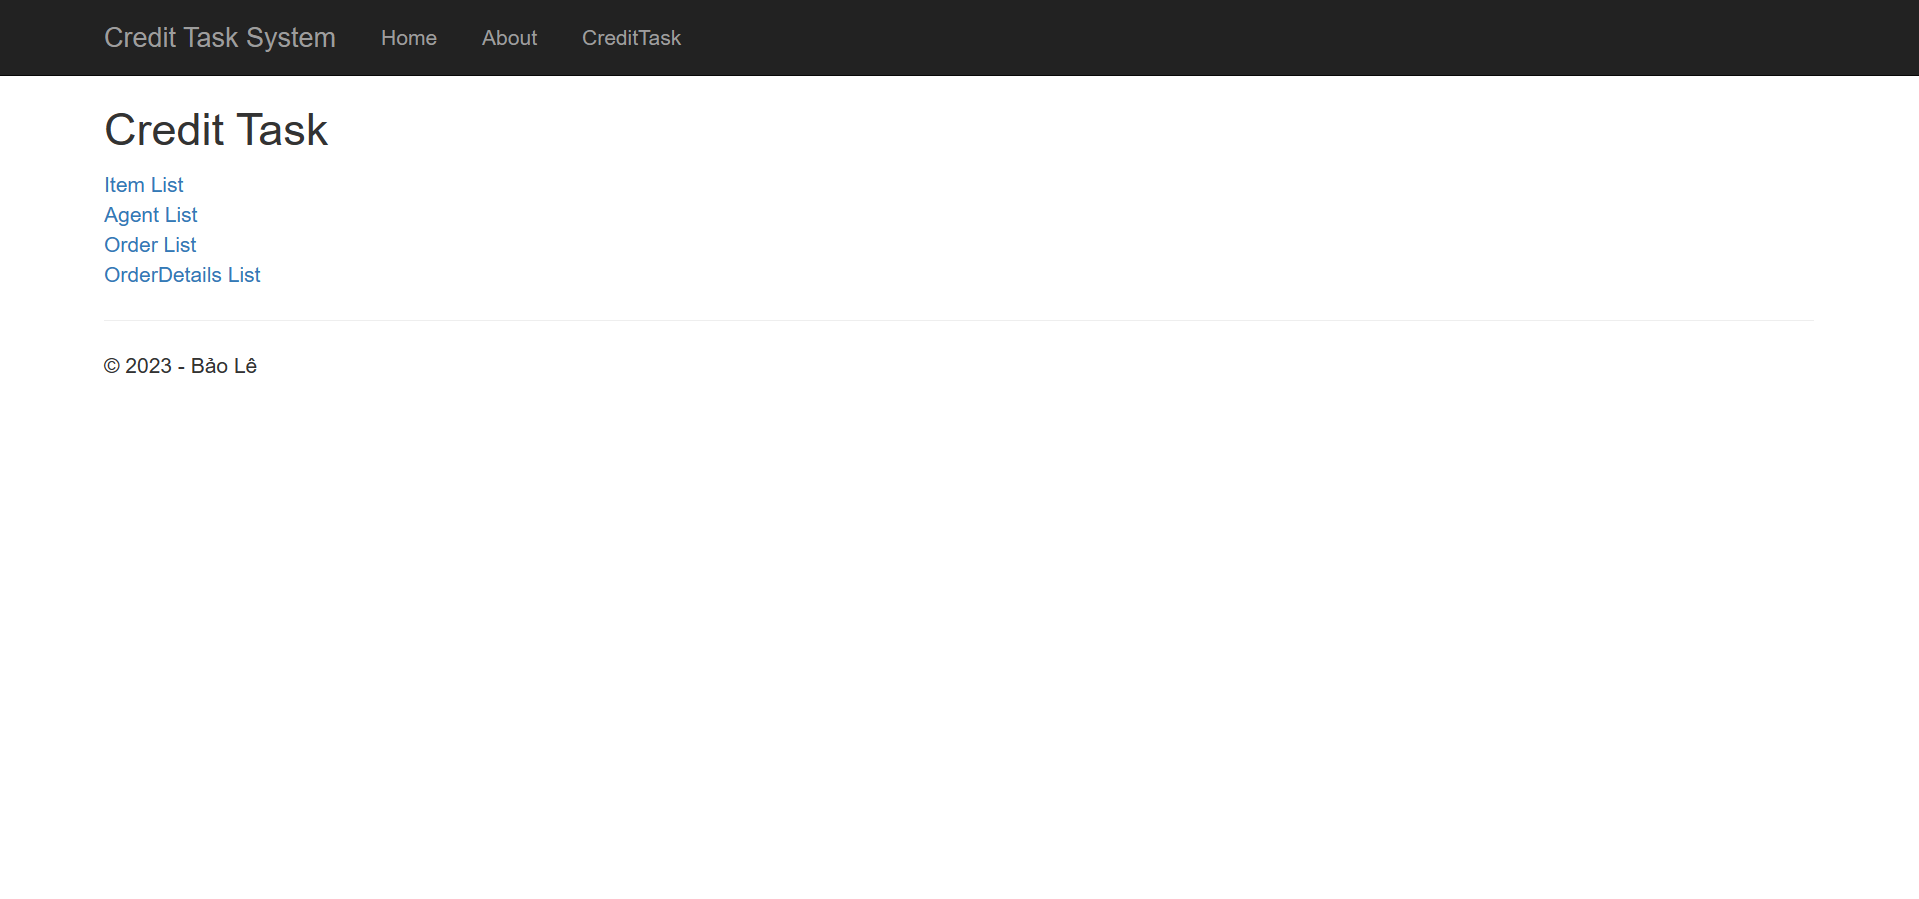 Credit Task System Home About CreditTask
Credit Task
Item List
Agent List
Order List
OrderDetails List
© 2023 - Bảo Lê